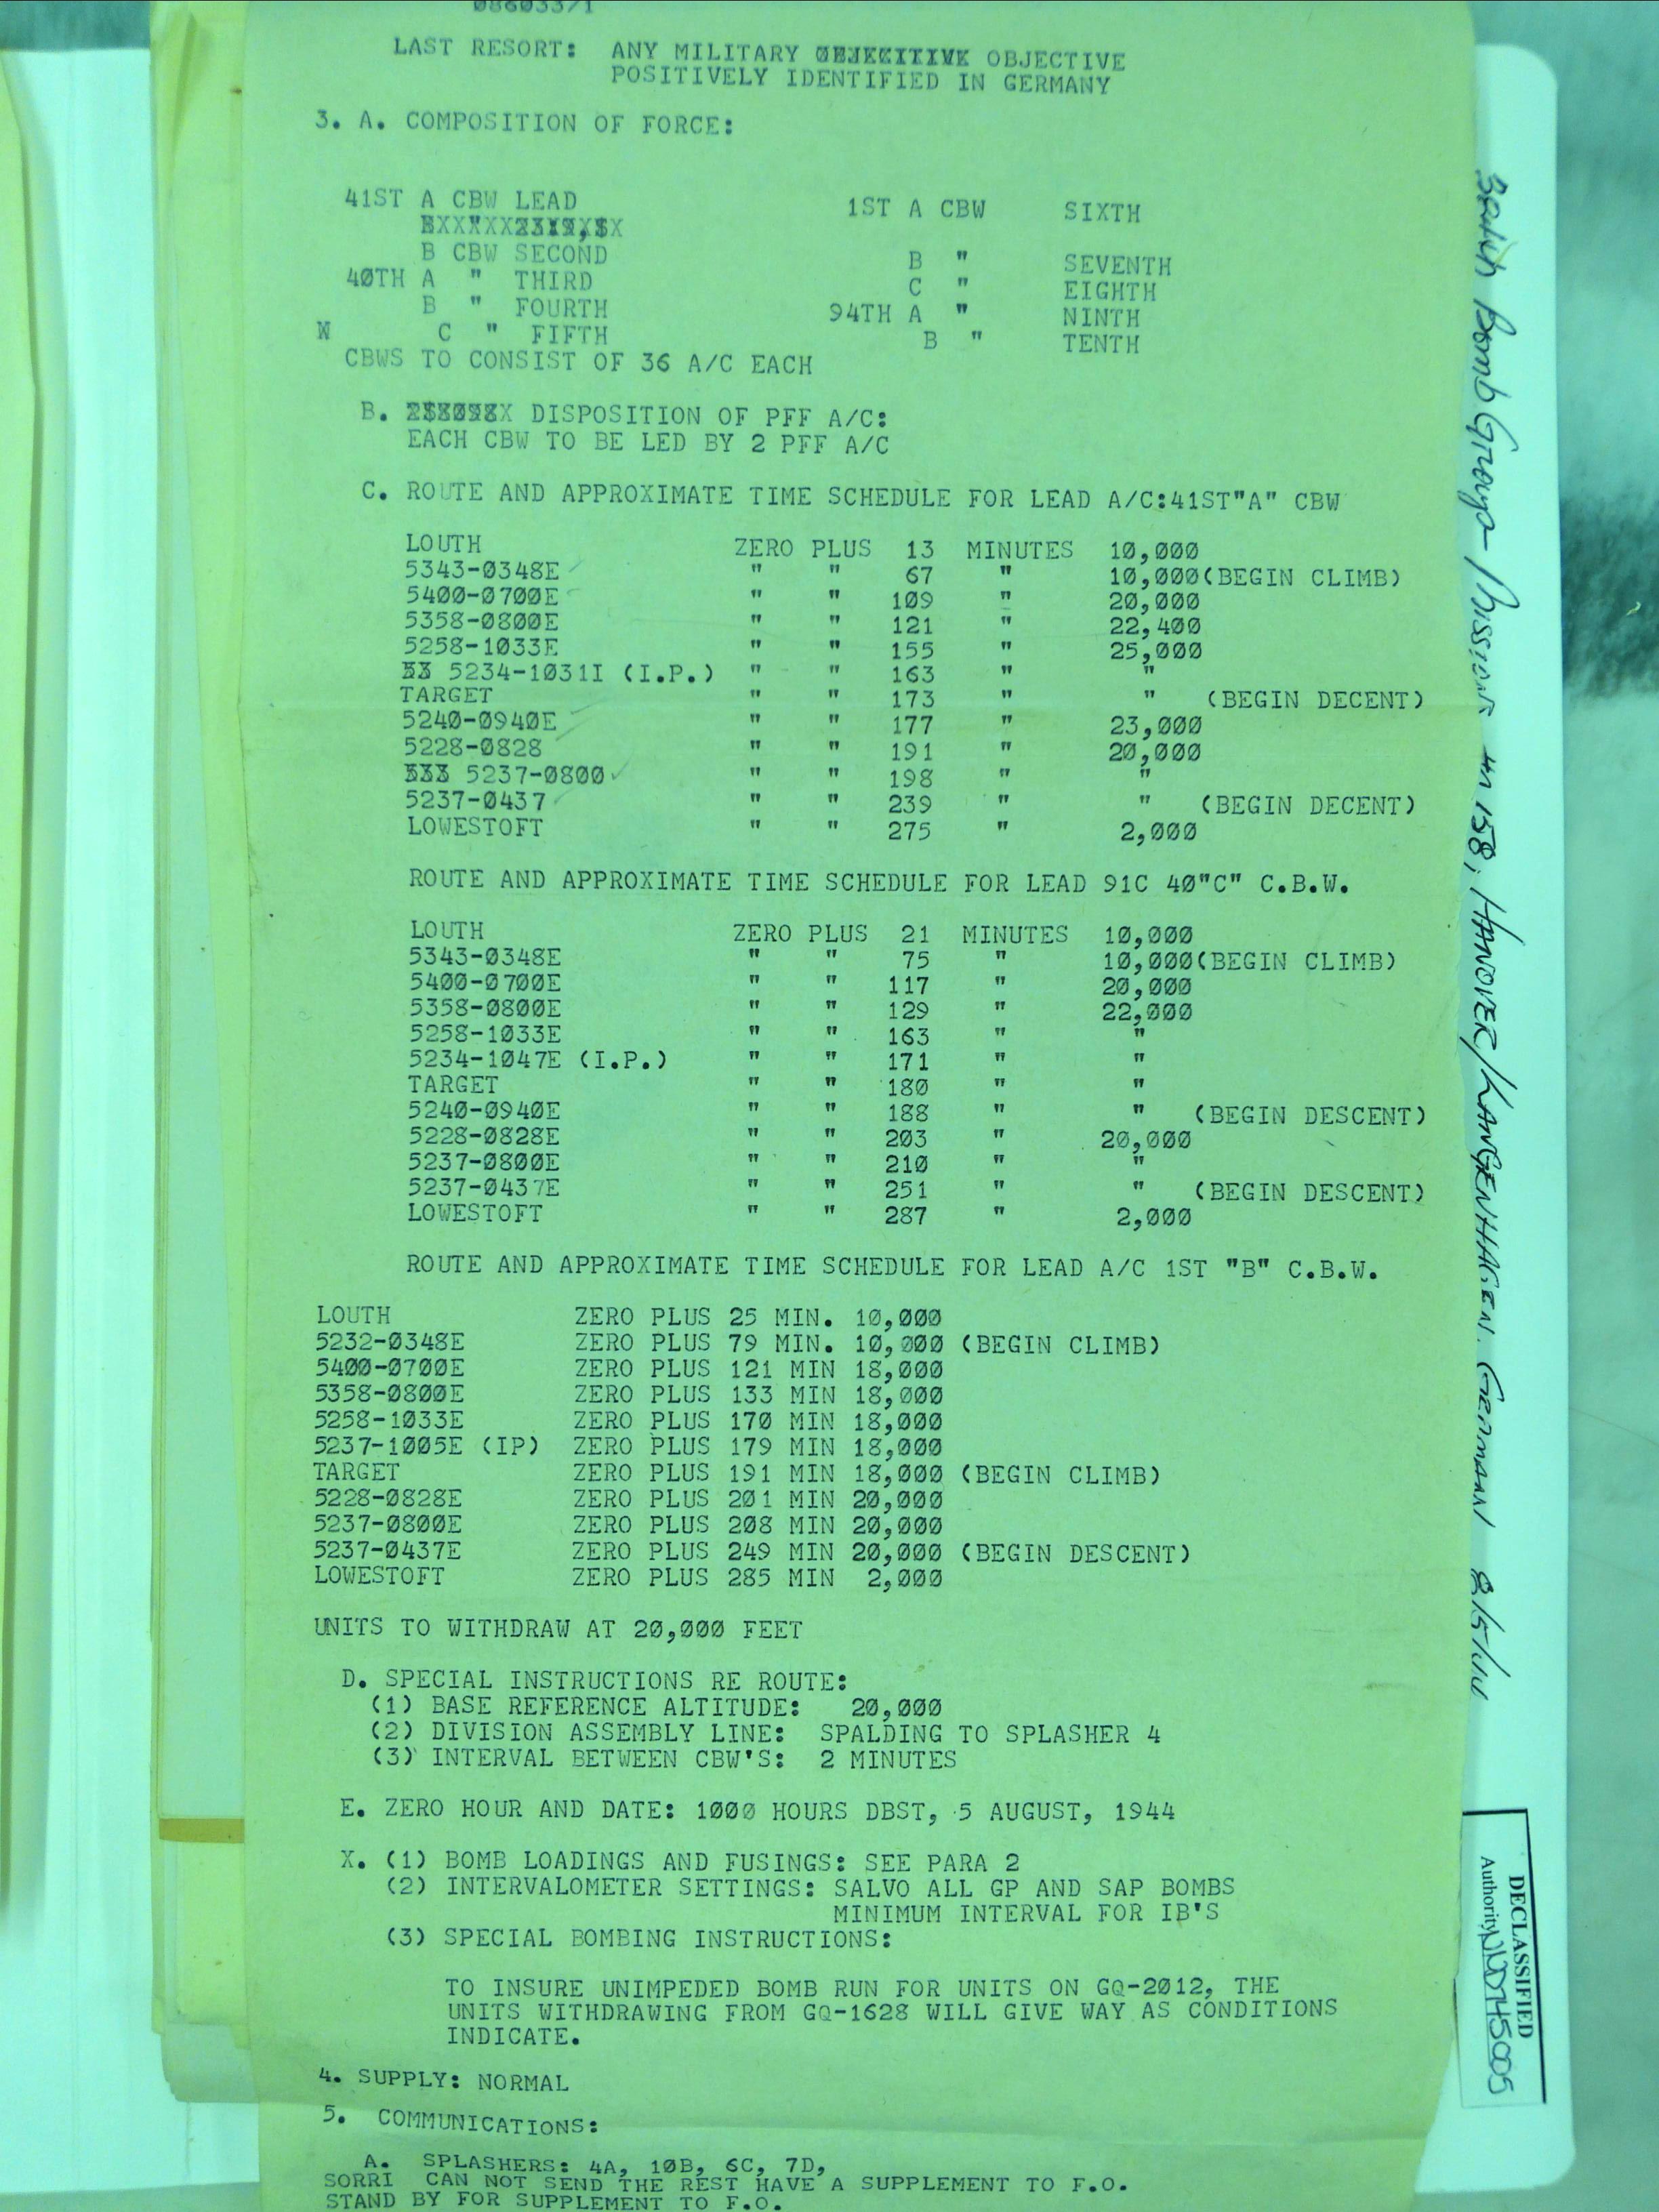 0860337/1
LAST RESORT: ANY MILITARY OBJECTIVE
POSITIVELY IDENTIFIED IN GERMANY
3. A. COMPOSITION OF FORCE:
41ST A CBW LEAD 1ST A CBW SIXTH
B CBW SECOND B " SEVENTH
40TH A " THIRD C " EIGHTH
B " FOURTH 94TH A " NINTH
C " FIFTH B " TENTH
CBWS TO CONSIST OF 36 A/C EACH
B. DISPOSITION OF PFF A/C:
EACH CBW TO BE LED BY 2 PFF A/C
C. ROUTE AND APPROXIMATE TIME SCHEDULE FOR LEAD A/C:41ST"A" CBW
LOUTH ZERO PLUS 13 MINUTES 10,000
5343-0348E " " 67 " 10,000(BEGIN CLIMB)
5400-0700E " " 109 " 20,000
5358-0800E " " 121 " 22,400
5258-1033E " " 155 " 25,000
5234-1031I (I.P.) " " 163 " "
TARGET " " 173 " " (BEGIN DECENT)
5240-0940E " " 177 " 23,000
5228-0828 " " 191 " 20,000
5237-0800 " " 198 " "
5237-0437 " " 239 " " (BEGIN DECENT)
LOWESTOFT " " 275 " 2,000
ROUTE AND APPROXIMATE TIME SCHEDULE FOR LEAD 91C 40"C" C.B.W.
LOUTH ZERO PLUS 21 MINUTES 10,000
5343-0348E " " 75 " 10,000(BEGIN CLIMB)
5400-0700E " " 117 " 20,000
5358-0800E " " 129 " 22,000
5258-1033E " " 163 " "
5234-1047E (I.P.) " " 171 " "
TARGET " " 180 " "
5240-0940E " " 188 " " (BEGIN DESCENT)
5228-0828E " " 203 " 20,000
5237-0800E " " 210 " "
5237-0437E " " 251 " " (BEGIN DESCENT)
LOWESTOFT " " 287 " 2,000
ROUTE AND APPROXIMATE TIME SCHEDULE FOR LEAD A/C 1ST "B" C.B.W.
LOUTH ZERO PLUS 25 MIN. 10,000
5232-0348E ZERO PLUS 79 MIN. 10,000 (BEGIN CLIMB)
5400-0700E ZERO PLUS 121 MIN 18,000
5358-0800E ZERO PLUS 133 MIN 18,000
5258-1033E ZERO PLUS 170 MIN 18,000
5237-1005E (IP) ZERO PLUS 179 MIN 18,000
TARGET ZERO PLUS 191 MIN 18,000 (BEGIN CLIMB)
5228-0828E ZERO PLUS 201 MIN 20,000
5237-0800E ZERO PLUS 208 MIN 20,000
5237-0437E ZERO PLUS 249 MIN 20,000 (BEGIN DESCENT)
LOWESTOFT ZERO PLUS 285 MIN 2,000
UNITS TO WITHDRAW AT 20,000 FEET
D. SPECIAL INSTRUCTIONS RE ROUTE:
(1) BASE REFERENCE ALTITUDE: 20,000
(2) DIVISION ASSEMBLY LINE: SPALDING TO SPLASHER 4
(3) INTERVAL BETWEEN CBW'S: 2 MINUTES
E. ZERO HOUR AND DATE: 1000 HOURS DBST, 5 AUGUST, 1944
X. (1) BOMB LOADINGS AND FUSINGS: SEE PARA 2
(2) INTERVALOMETER SETTINGS: SALVO ALL GP AND SAP BOMBS
MINIMUM INTERVAL FOR IB'S
(3) SPECIAL BOMBING INSTRUCTIONS:
TO INSURE UNIMPEDED BOMB RUN FOR UNITS ON GQ-2012, THE
UNITS WITHDRAWING FROM GQ-1628 WILL GIVE WAY AS CONDITIONS
INDICATE.
4. SUPPLY: NORMAL
5. COMMUNICATIONS:
A. SPLASHERS: 4A, 10B, 6C, 7D,
SORRI CAN NOT SEND THE REST HAVE A SUPPLEMENT TO F.O.
STAND BY FOR SUPPLEMENT TO F.O.
Bomb Group Mission # 158, HANOVER/LANGENHAGEN. German 8/5/44
DECLASSIFIED
Authority NND745005